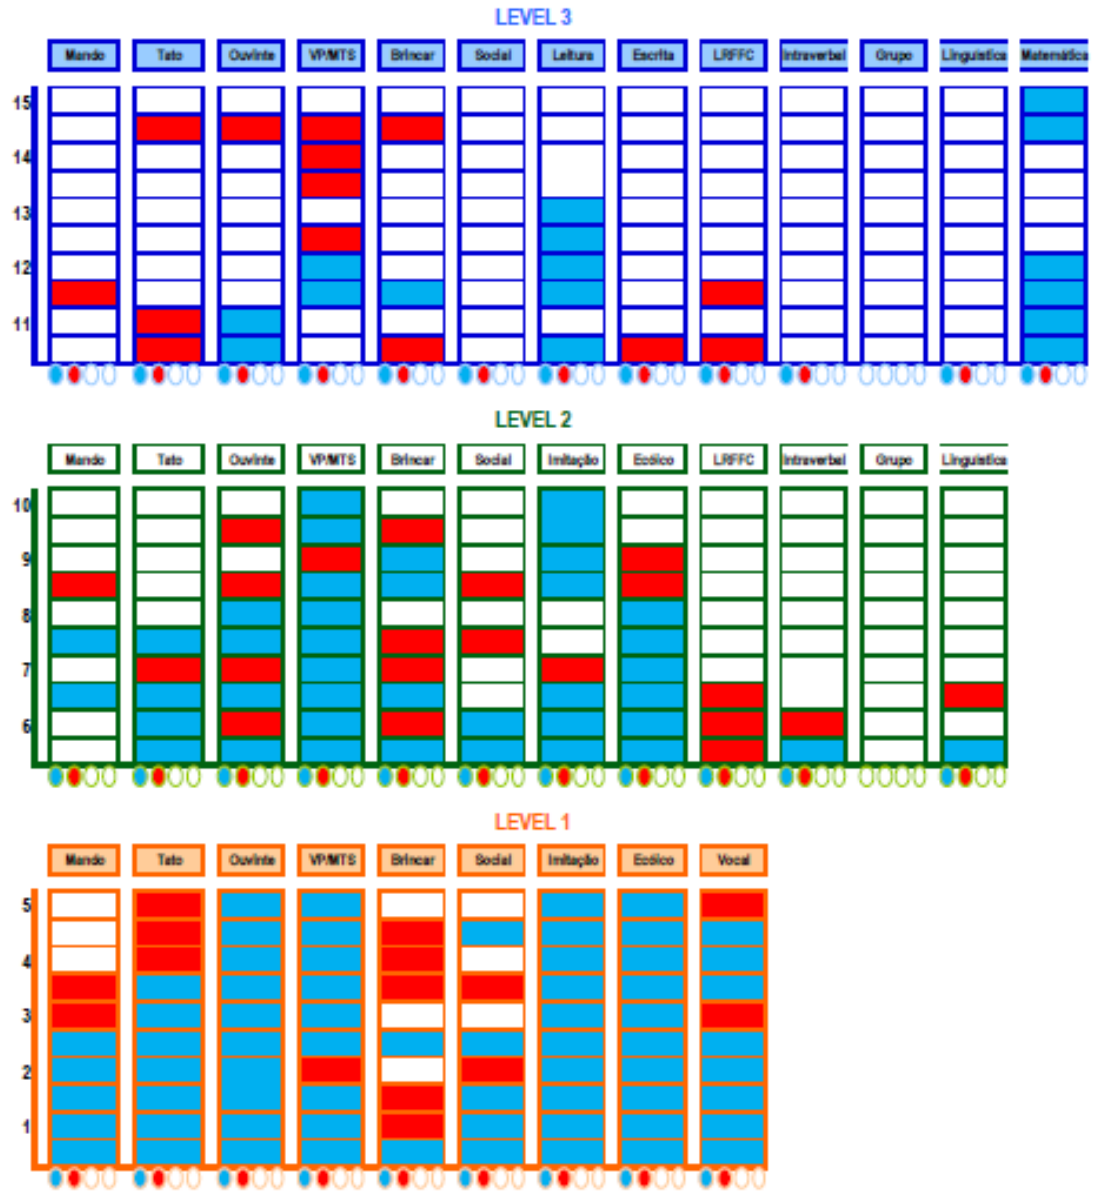 LEVEL 3
Mando Tato Ouvinte VP/MTS Brincar Social Leitura Escrita LRFFC Intraverbal Grupo Linguistica Matemática
15
14
13
12
11
LEVEL 2
Mando Tato Ouvinte VP/MTS Brincar Social Imitação Ecóico LRFFC Intraverbal Grupo Linguistica
10
9
8
7
6
LEVEL 1
Mando Tato Ouvinte VP/MTS Brincar Social Imitação Ecóico Vocal
5
4
3
2
1